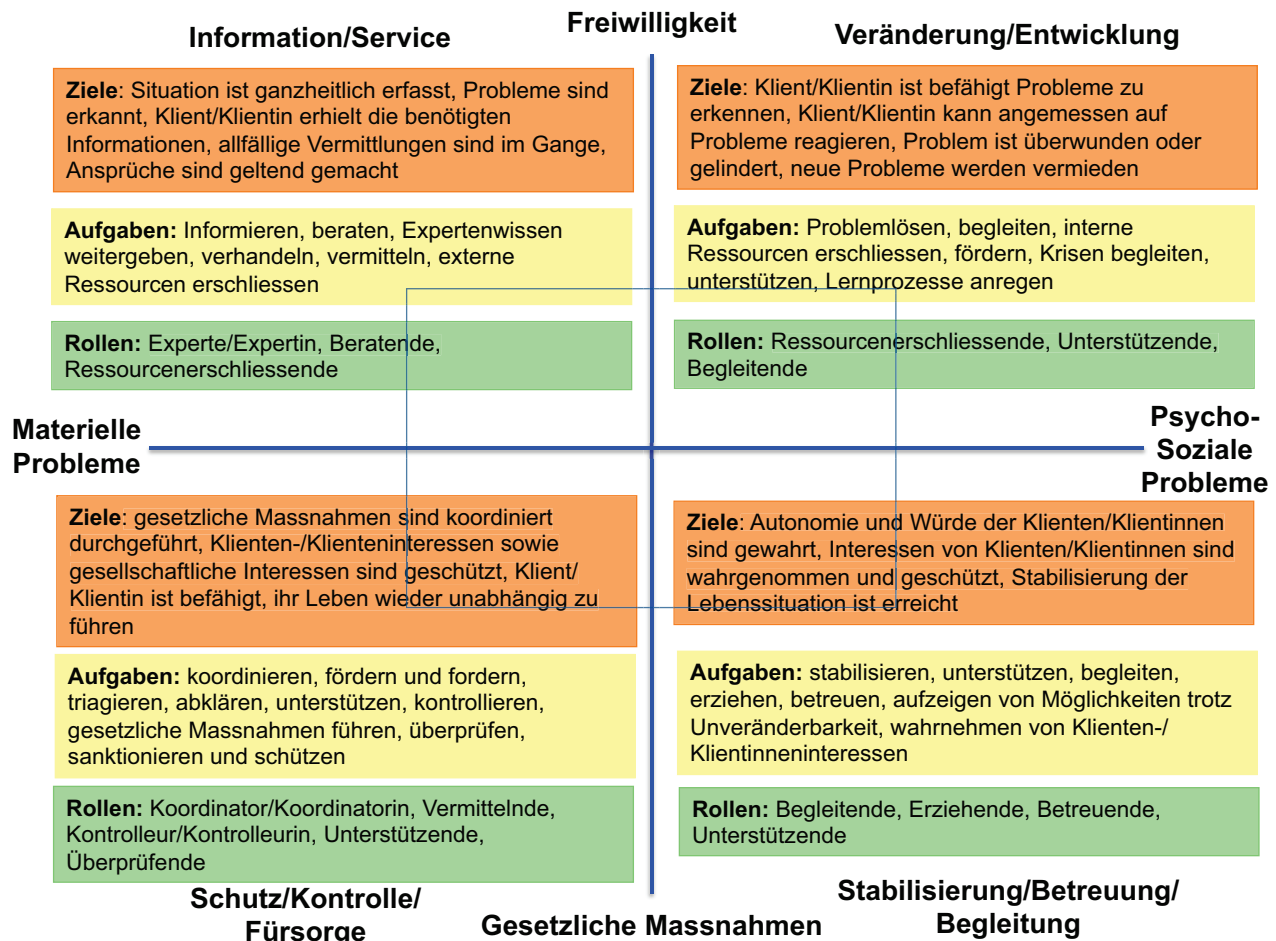 Freiwilligkeit
Information/Service
Veränderung/Entwicklung
Ziele: Situation ist ganzheitlich erfasst, Probleme sind
erkannt, Klient/Klientin erhielt die benötigten
Informationen, allfällige Vermittlungen sind im Gange,
Ansprüche sind geltend gemacht
Ziele: Klient/Klientin ist befähigt Probleme zu
erkennen, Klient/Klientin kann angemessen auf
Probleme reagieren, Problem ist überwunden oder
gelindert, neue Probleme werden vermieden
Aufgaben: Informieren, beraten, Expertenwissen
weitergeben, verhandeln, vermitteln, externe
Ressourcen erschliessen
Aufgaben: Problemlösen, begleiten, interne
Ressourcen erschliessen, fördern, Krisen begleiten,
unterstützen, Lernprozesse anregen
Rollen: Experte/Expertin, Beratende,
Ressourcenerschliessende
Rollen: Ressourcenerschliessende, Unterstützende,
Begleitende
Materielle
Probleme
Psycho-
Soziale
Probleme
Ziele: gesetzliche Massnahmen sind koordiniert
durchgeführt, Klienten-/Klienteninteressen sowie
gesellschaftliche Interessen sind geschützt, Klient/
Klientin ist befähigt, ihr Leben wieder unabhängig zu
führen
Ziele: Autonomie und Würde der Klienten/Klientinnen
sind gewahrt, Interessen von Klienten/Klientinnen sind
wahrgenommen und geschützt, Stabilisierung der
Lebenssituation ist erreicht
Aufgaben: koordinieren, fördern und fordern,
triagieren, abklären, unterstützen, kontrollieren,
gesetzliche Massnahmen führen, überprüfen,
sanktionieren und schützen
Aufgaben: stabilisieren, unterstützen, begleiten,
erziehen, betreuen, aufzeigen von Möglichkeiten trotz
Unveränderbarkeit, wahrnehmen von Klienten-/
Klientinneninteressen
Rollen: Koordinator/Koordinatorin, Vermittelnde,
Kontrolleur/Kontrolleurin, Unterstützende,
Überprüfende
Rollen: Begleitende, Erziehende, Betreuende,
Unterstützende
Schutz/Kontrolle/
Fürsorge
Gesetzliche Massnahmen
Stabilisierung/Betreuung/
Begleitung